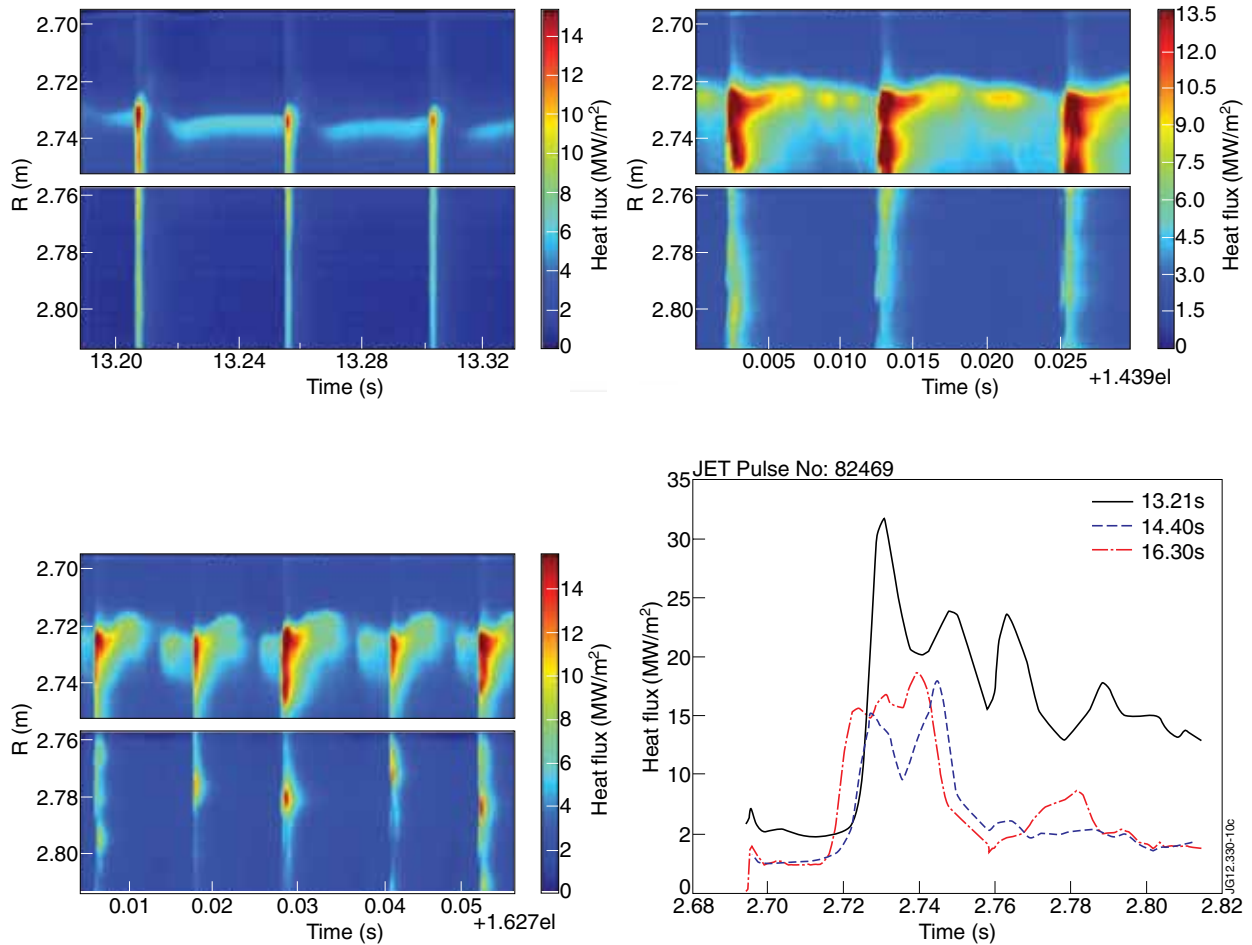 2.70
2.72
2.74
2.76
2.78
2.80
R (m)
13.20 13.24 13.28 13.32
Time (s)
14
12
10
8
6
4
2
0
Heat flux (MW/m²)
2.70
2.72
2.74
2.76
2.78
2.80
R (m)
0.005 0.010 0.015 0.020 0.025
+1.439el
Time (s)
13.5
12.0
10.5
9.0
7.5
6.0
4.5
3.0
1.5
0
Heat flux (MW/m²)
2.70
2.72
2.74
2.76
2.78
2.80
R (m)
0.01 0.02 0.03 0.04 0.05
+1.627el
Time (s)
14
12
10
8
6
4
2
0
Heat flux (MW/m²)
JET Pulse No: 82469
35
30
25
20
15
10
2
0
Heat flux (MW/m²)
13.21s
14.40s
16.30s
2.68 2.70 2.72 2.74 2.76 2.78 2.80 2.82
Time (s)
JG12.330-10c